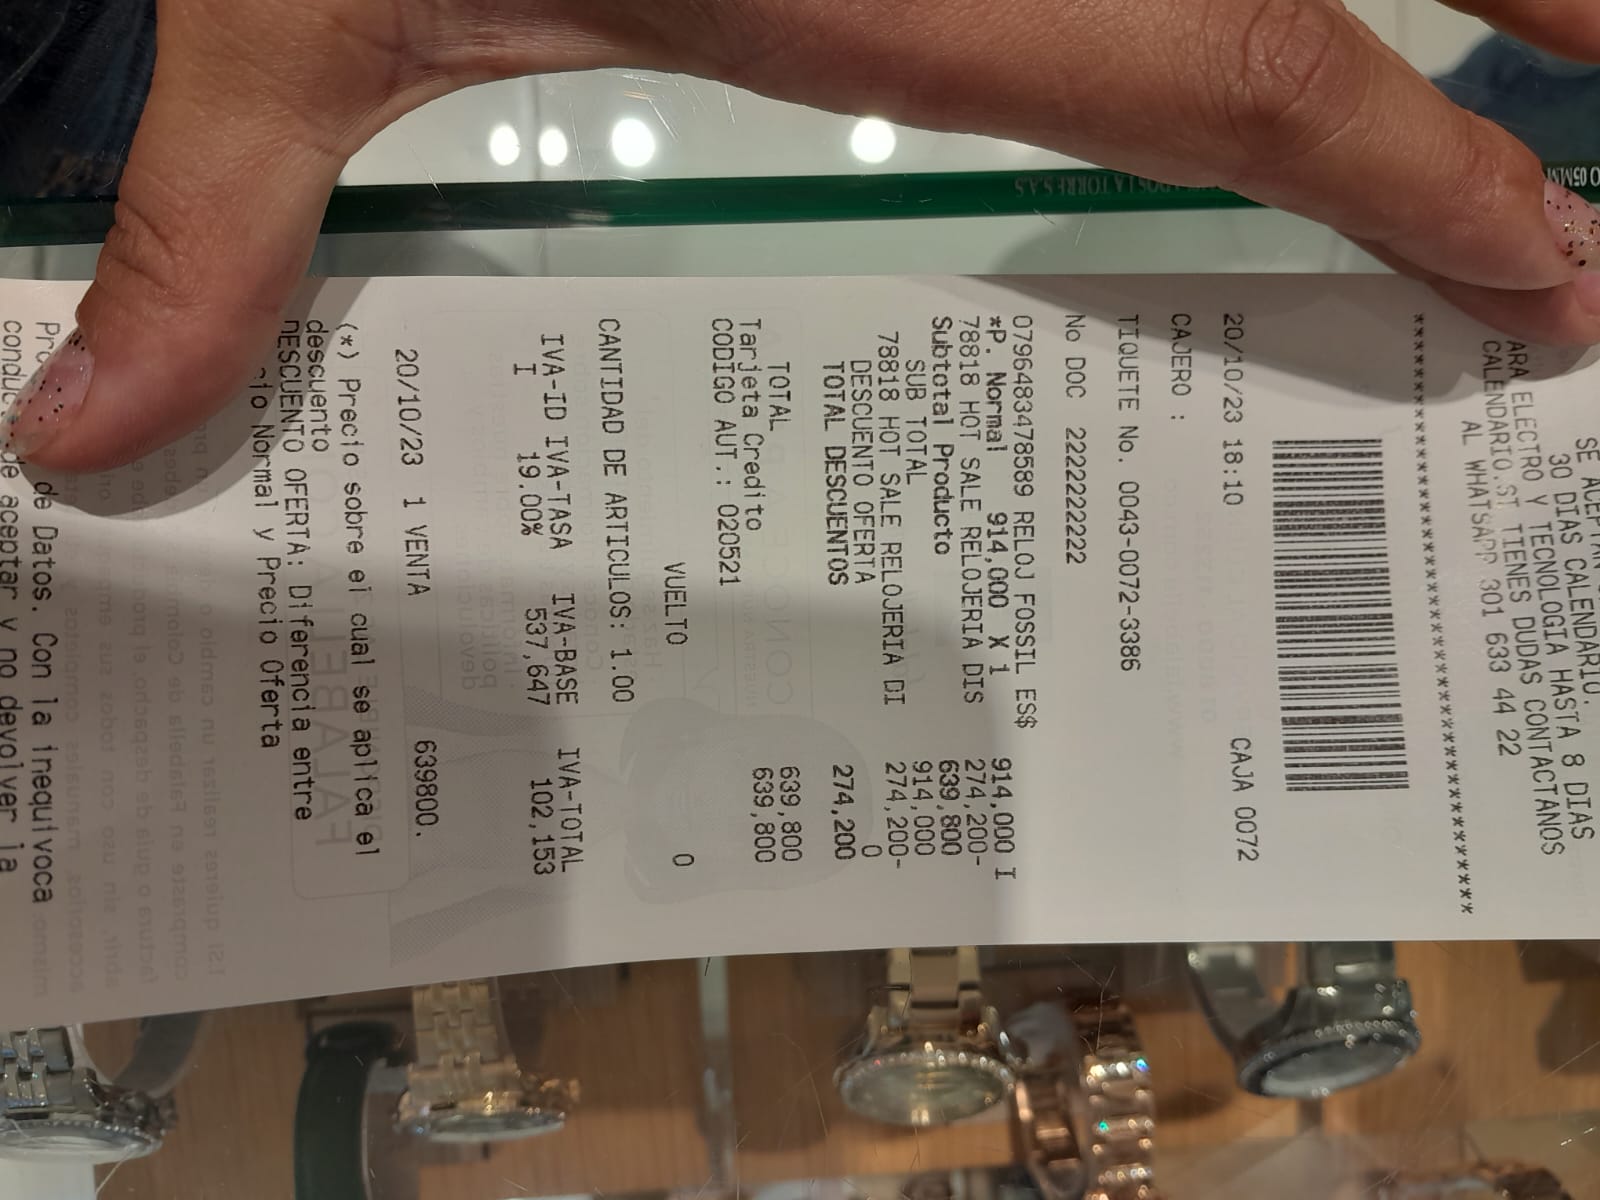 SE ACEPTAN
30 DIAS CALENDARIO.
ARA ELECTRO Y TECNOLOGIA HASTA 8 DIAS
CALENDARIO.SI TIENES DUDAS CONTACTANOS
AL WHATSAPP 301 633 44 22
****************************************
20/10/23 18:10 CAJA 0072
CAJERO :
TIQUETE No. 0043-0072-3386
No DOC 222222222222
0796483478589 RELOJ FOSSIL ES$ 914,000 I
*P. Normal 914,000 X 1
78818 HOT SALE RELOJERIA DIS 274,200-
Subtotal Producto 639,800
SUB TOTAL 914,000
78818 HOT SALE RELOJERIA DI 274,200-
DESCUENTO OFERTA 0
TOTAL DESCUENTOS 274,200
TOTAL 639,800
Tarjeta Credito 639,800
CODIGO AUT.: 020521
VUELTO 0
CANTIDAD DE ARTICULOS: 1.00
IVA-ID IVA-TASA IVA-BASE IVA-TOTAL
I 19.00% 537,647 102,153
20/10/23 1 VENTA 639800.
(*) Precio sobre el cual se aplica el
descuento
DESCUENTO OFERTA: Diferencia entre
Normal y Precio Oferta
de Datos. Con la inequivoca
de aceptar y no devolver la